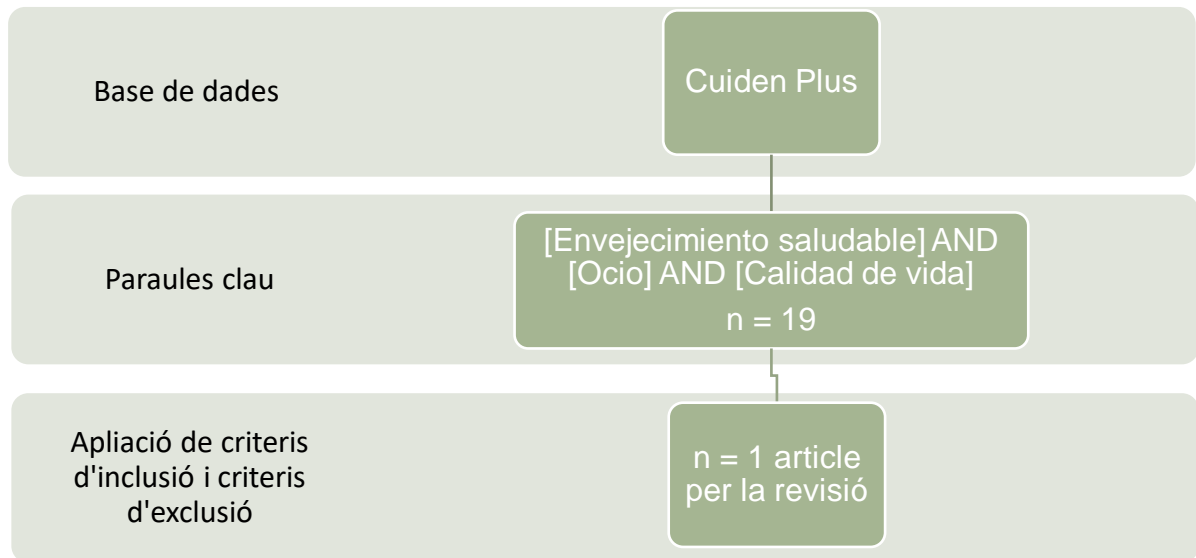 Base de dades
Cuiden Plus
Paraules clau
[Envejecimiento saludable] AND
[Ocio] AND [Calidad de vida]
n = 19
Apliació de criteris
d'inclusió i criteris
d'exclusió
n = 1 article
per la revisió